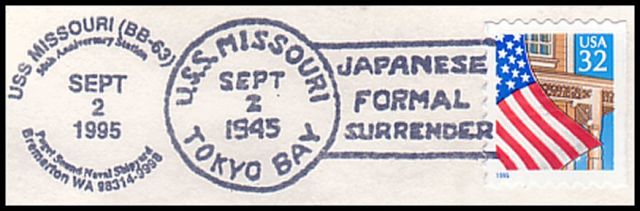 USS MISSOURI (BB-63)
50th Anniversary Station
SEPT
2
1995
Puget Sound Naval Shipyard
Bremerton WA 98314-9998
U.S.S. MISSOURI
SEPT
2
1945
TOKYO BAY
JAPANESE
FORMAL
SURRENDER
USA
32
1995